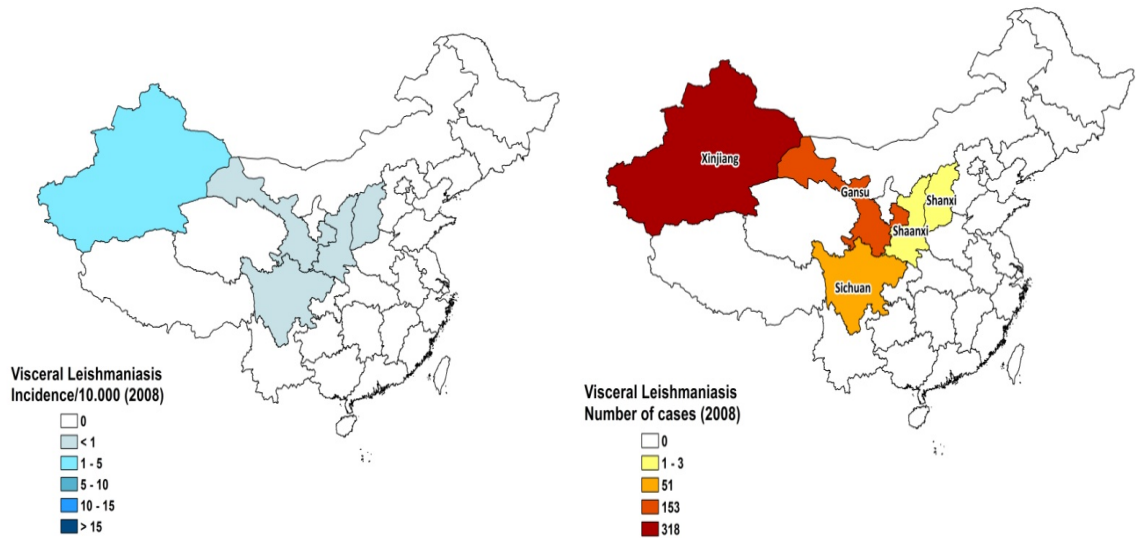 Visceral Leishmaniasis
Incidence/10.000 (2008)
0
< 1
1 - 5
5 - 10
10 - 15
> 15
Xinjiang
Gansu
Shanxi
Shaanxi
Sichuan
Visceral Leishmaniasis
Number of cases (2008)
0
1 - 3
51
153
318